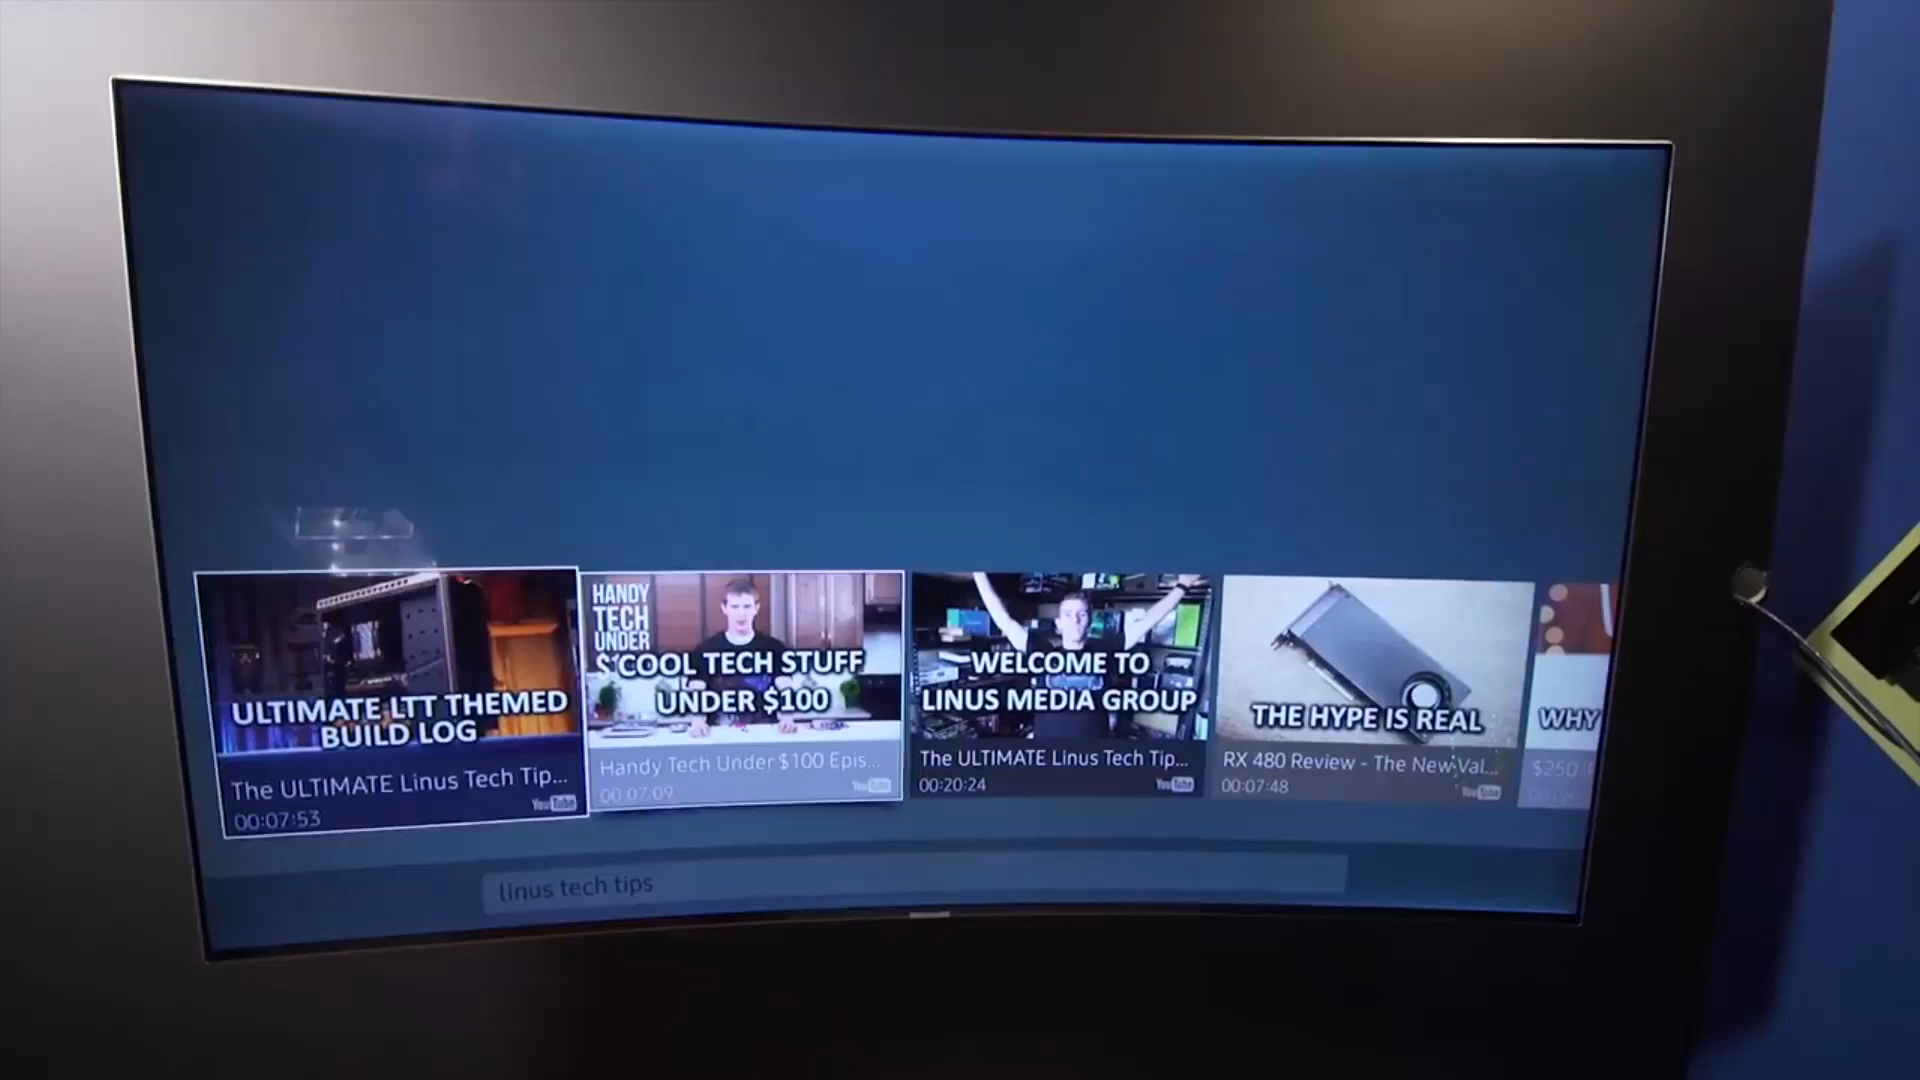 ULTIMATE LTT THEMED
BUILD LOG
The ULTIMATE Linus Tech Tip...
YouTube
00:07:53
HANDY
TECH
UNDER
$
COOL TECH STUFF
UNDER $100
Handy Tech Under $100 Epis...
YouTube
00:07:09
WELCOME TO
LINUS MEDIA GROUP
The ULTIMATE Linus Tech Tip...
00:20:24
YouTube
THE HYPE IS REAL
RX 480 Review - The New Val...
00:07:48
YouTube
WHY
$250
linus tech tips